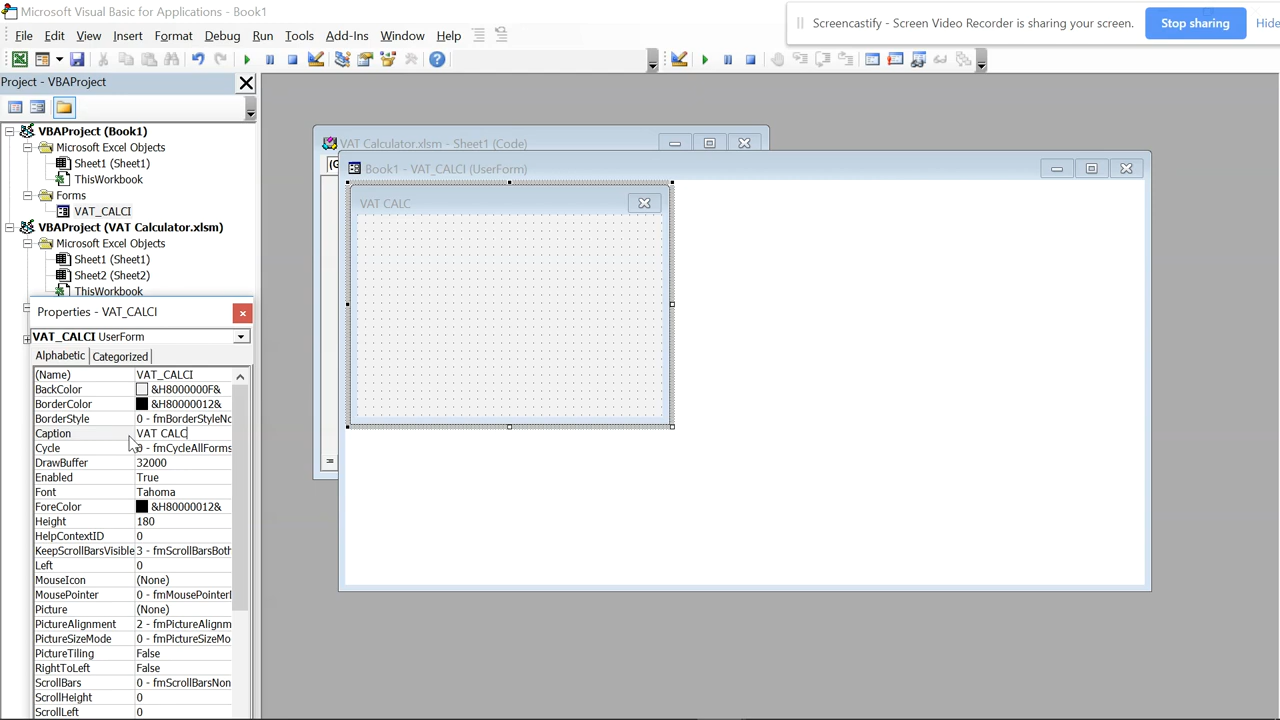 Microsoft Visual Basic for Applications - Book1
Screencastify - Screen Video Recorder is sharing your screen.
Stop sharing
Hide
File Edit View Insert Format Debug Run Tools Add-Ins Window Help
Project - VBAProject
VBAProject (Book1)
Microsoft Excel Objects
Sheet1 (Sheet1)
ThisWorkbook
Forms
VAT_CALCI
VBAProject (VAT Calculator.xlsm)
Microsoft Excel Objects
Sheet1 (Sheet1)
Sheet2 (Sheet2)
ThisWorkbook
VAT Calculator.xlsm - Sheet1 (Code)
Book1 - VAT_CALCI (UserForm)
VAT CALC
Properties - VAT_CALCI
VAT_CALCI UserForm
Alphabetic Categorized
(Name) VAT_CALCI
BackColor &H8000000F&
BorderColor &H80000012&
BorderStyle 0 - fmBorderStyleNo
Caption VAT CALC
Cycle 0 - fmCycleAllForms
DrawBuffer 32000
Enabled True
Font Tahoma
ForeColor &H80000012&
Height 180
HelpContextID 0
KeepScrollBarsVisible 3 - fmScrollBarsBoth
Left 0
MouseIcon (None)
MousePointer 0 - fmMousePointer
Picture (None)
PictureAlignment 2 - fmPictureAlignm
PictureSizeMode 0 - fmPictureSizeMo
PictureTiling False
RightToLeft False
ScrollBars 0 - fmScrollBarsNon
ScrollHeight 0
ScrollLeft 0